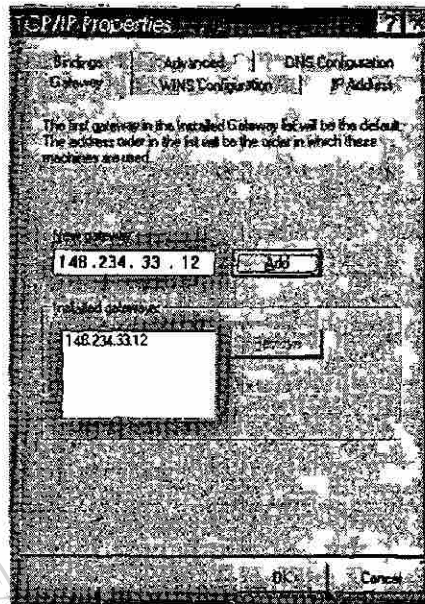 TCP/IP Properties
Bindings Advanced DNS Configuration
Gateway WINS Configuration IP Address
The first gateway in the Installed Gateway list will be the default.
The address order in the list will be the order in which these
machines are used.
New gateway:
148.234. 33 . 12 Add
Installed gateways:
148.234.33.12 Remove
OK Cancel